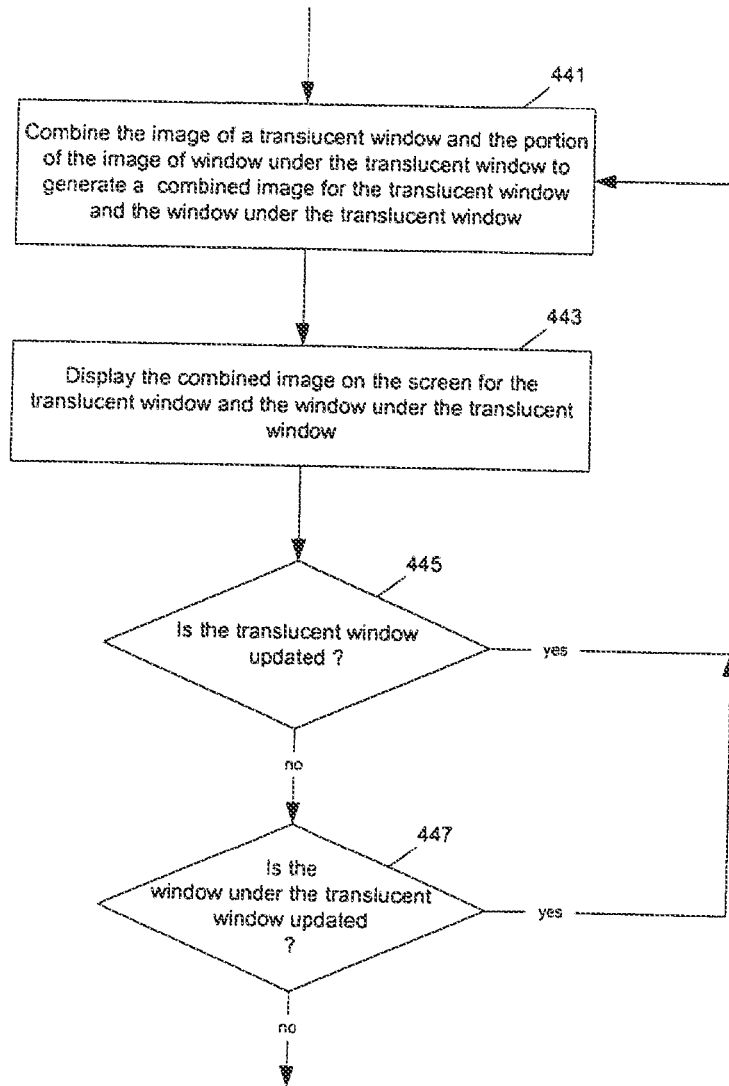 441
Combine the image of a translucent window and the portion
of the image of window under the translucent window to
generate a combined image for the translucent window
and the window under the translucent window
443
Display the combined image on the screen for the
translucent window and the window under the translucent
window
445
Is the translucent window
updated ?
yes
no
447
Is the
window under the translucent
window updated
?
yes
no